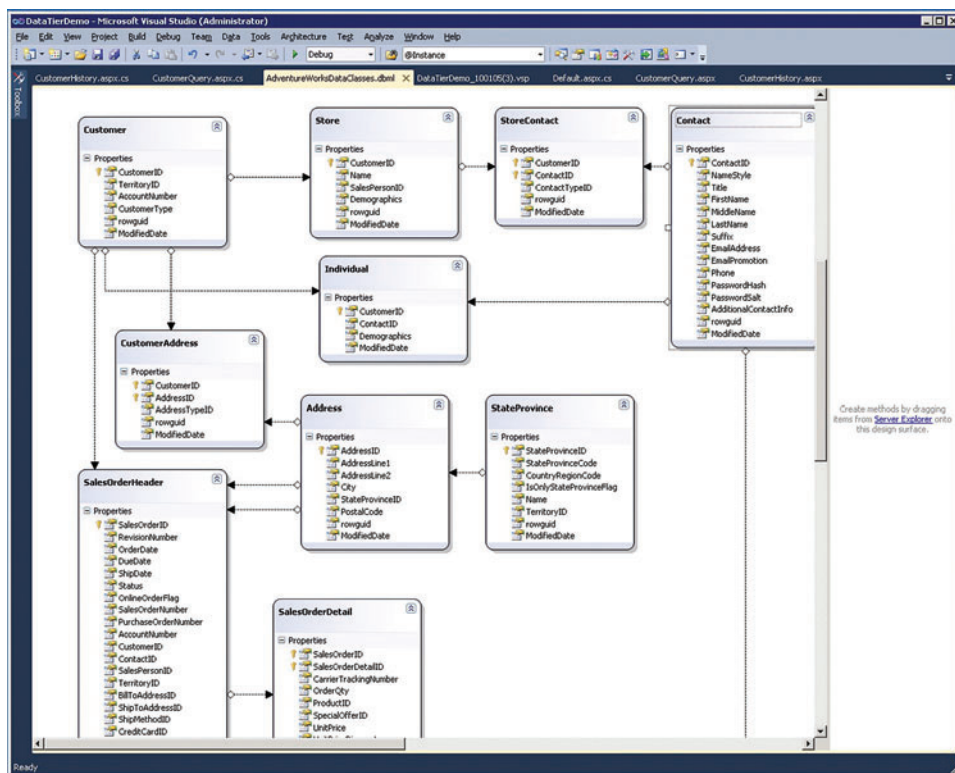 DataTierDemo - Microsoft Visual Studio (Administrator)
File Edit View Project Build Debug Team Data Tools Architecture Test Analyze Window Help
Debug @Instance
CustomerHistory.aspx.cs CustomerQuery.aspx.cs AdventureWorksDataClasses.dbml DataTierDemo_100105(3).vsp Default.aspx.cs CustomerQuery.aspx CustomerHistory.aspx
Toolbox
Customer
Properties
CustomerID
TerritoryID
AccountNumber
CustomerType
rowguid
ModifiedDate
Store
Properties
CustomerID
Name
SalesPersonID
Demographics
rowguid
ModifiedDate
StoreContact
Properties
CustomerID
ContactID
ContactTypeID
rowguid
ModifiedDate
Contact
Properties
ContactID
NameStyle
Title
FirstName
MiddleName
LastName
Suffix
EmailAddress
EmailPromotion
Phone
PasswordHash
PasswordSalt
AdditionalContactInfo
rowguid
ModifiedDate
Individual
Properties
CustomerID
ContactID
Demographics
ModifiedDate
CustomerAddress
Properties
CustomerID
AddressID
AddressTypeID
rowguid
ModifiedDate
Address
Properties
AddressID
AddressLine1
AddressLine2
City
StateProvinceID
PostalCode
rowguid
ModifiedDate
StateProvince
Properties
StateProvinceID
StateProvinceCode
CountryRegionCode
IsOnlyStateProvinceFlag
Name
TerritoryID
rowguid
ModifiedDate
Create methods by dragging
items from Server Explorer onto
this design surface.
SalesOrderHeader
Properties
SalesOrderID
RevisionNumber
OrderDate
DueDate
ShipDate
Status
OnlineOrderFlag
SalesOrderNumber
PurchaseOrderNumber
AccountNumber
CustomerID
ContactID
SalesPersonID
TerritoryID
BillToAddressID
ShipToAddressID
ShipMethodID
CreditCardID
SalesOrderDetail
Properties
SalesOrderID
SalesOrderDetailID
CarrierTrackingNumber
OrderQty
ProductID
SpecialOfferID
UnitPrice
Ready